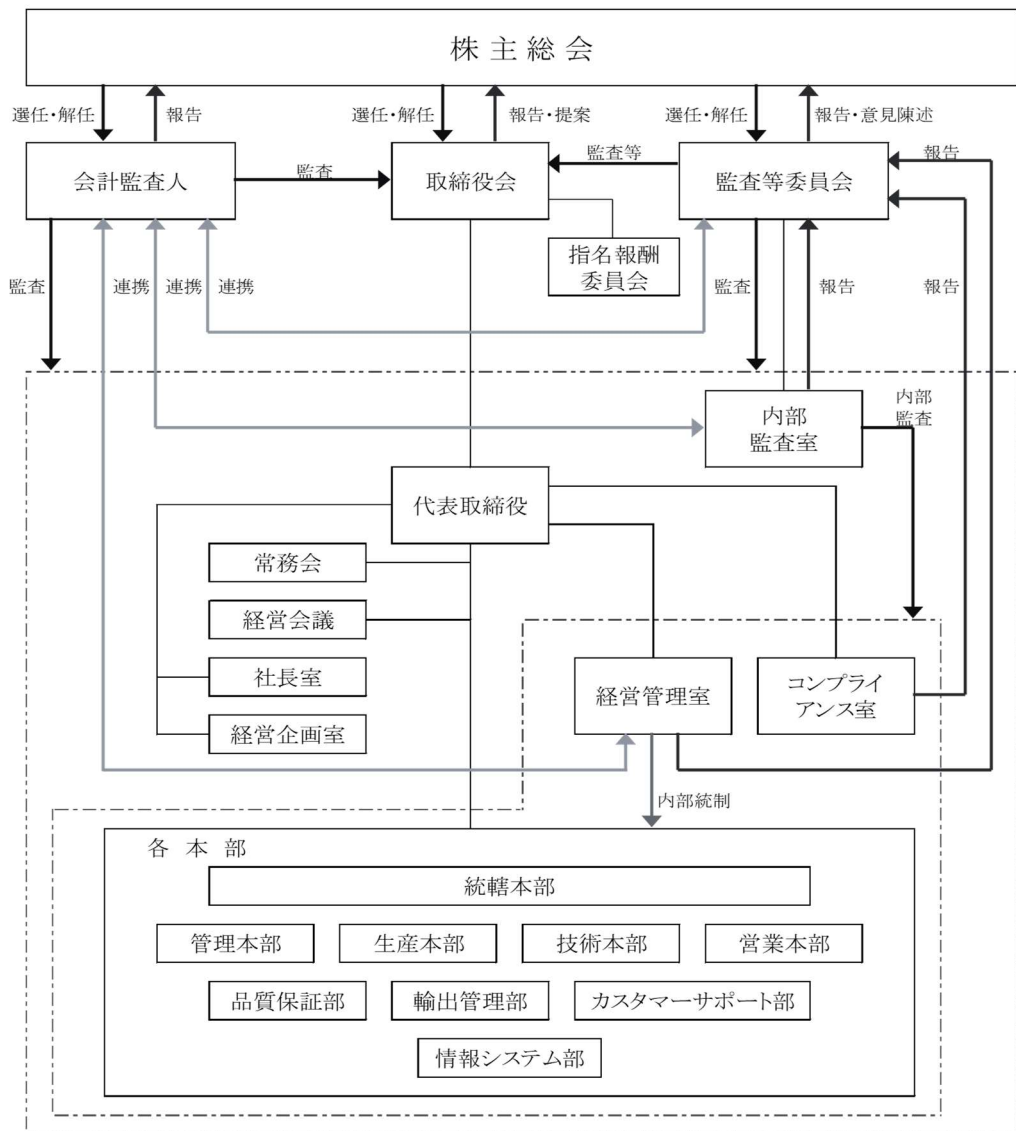 株主総会
選任・解任
報告
選任・解任
報告・提案
選任・解任
報告・意見陳述
会計監査人
監査
取締役会
監査等
監査等委員会
報告
指名報酬
委員会
監査
連携
連携
連携
監査
報告
報告
内部
監査室
内部
監査
代表取締役
常務会
経営会議
社長室
経営企画室
経営管理室
コンプライ
アンス室
内部統制
各本部
統轄本部
管理本部
生産本部
技術本部
営業本部
品質保証部
輸出管理部
カスタマーサポート部
情報システム部